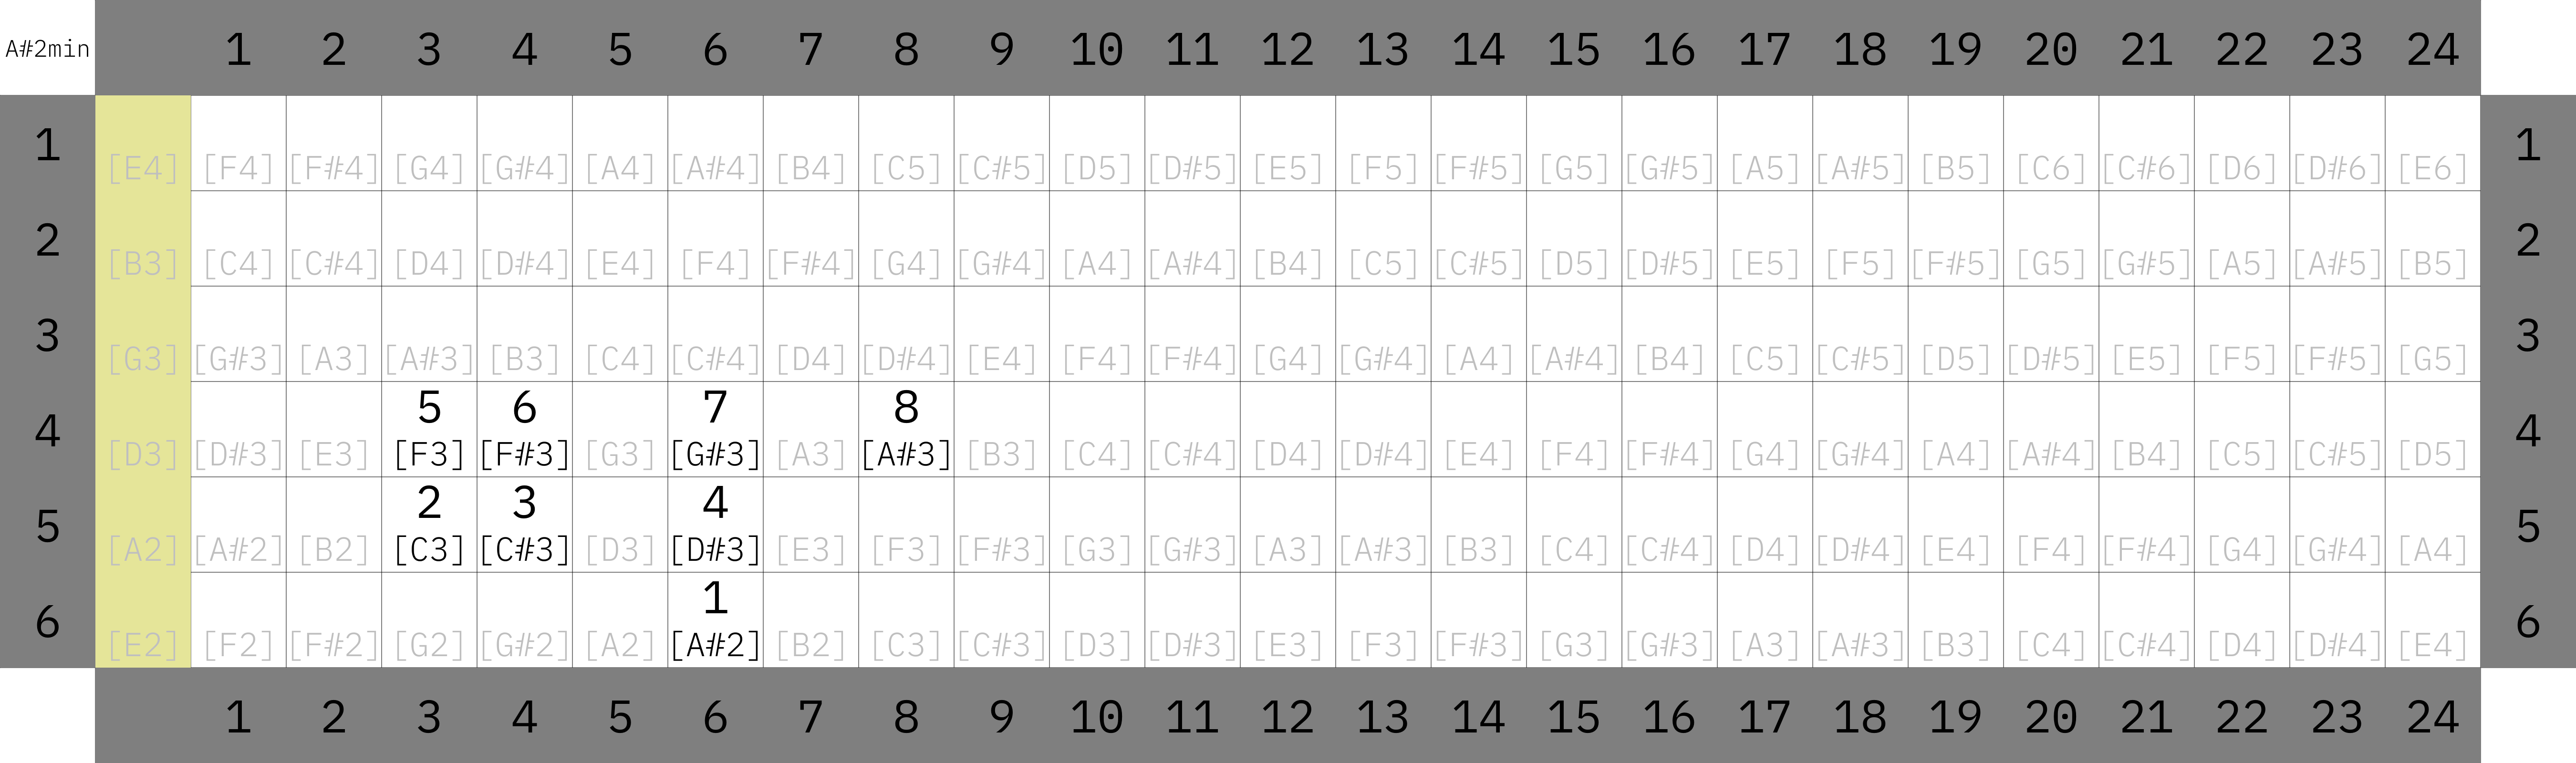 A#2min 1 2 3 4 5 6 7 8 9 10 11 12 13 14 15 16 17 18 19 20 21 22 23 24
1 [E4] [F4] [F#4] [G4] [G#4] [A4] [A#4] [B4] [C5] [C#5] [D5] [D#5] [E5] [F5] [F#5] [G5] [G#5] [A5] [A#5] [B5] [C6] [C#6] [D6] [D#6] [E6] 1
2 [B3] [C4] [C#4] [D4] [D#4] [E4] [F4] [F#4] [G4] [G#4] [A4] [A#4] [B4] [C5] [C#5] [D5] [D#5] [E5] [F5] [F#5] [G5] [G#5] [A5] [A#5] [B5] 2
3 [G3] [G#3] [A3] [A#3] [B3] [C4] [C#4] [D4] [D#4] [E4] [F4] [F#4] [G4] [G#4] [A4] [A#4] [B4] [C5] [C#5] [D5] [D#5] [E5] [F5] [F#5] [G5] 3
5 6 7 8
4 [D3] [D#3] [E3] [F3] [F#3] [G3] [G#3] [A3] [A#3] [B3] [C4] [C#4] [D4] [D#4] [E4] [F4] [F#4] [G4] [G#4] [A4] [A#4] [B4] [C5] [C#5] [D5] 4
2 3 4
5 [A2] [A#2] [B2] [C3] [C#3] [D3] [D#3] [E3] [F3] [F#3] [G3] [G#3] [A3] [A#3] [B3] [C4] [C#4] [D4] [D#4] [E4] [F4] [F#4] [G4] [G#4] [A4] 5
1
6 [E2] [F2] [F#2] [G2] [G#2] [A2] [A#2] [B2] [C3] [C#3] [D3] [D#3] [E3] [F3] [F#3] [G3] [G#3] [A3] [A#3] [B3] [C4] [C#4] [D4] [D#4] [E4] 6
1 2 3 4 5 6 7 8 9 10 11 12 13 14 15 16 17 18 19 20 21 22 23 24